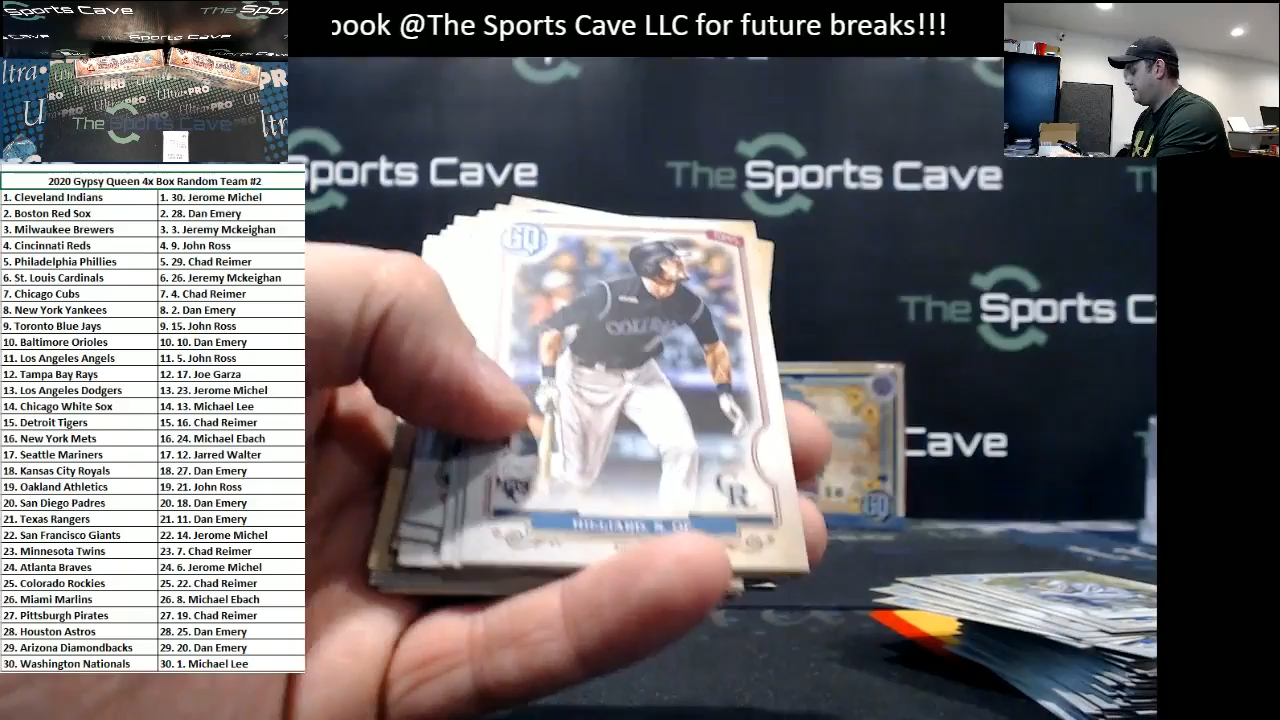 ook @The Sports Cave LLC for future breaks!!!
2020 Gypsy Queen 4x Box Random Team #2
1. Cleveland Indians 1. 30. Jerome Michel
2. Boston Red Sox 2. 28. Dan Emery
3. Milwaukee Brewers 3. 3. Jeremy Mckeighan
4. Cincinnati Reds 4. 9. John Ross
5. Philadelphia Phillies 5. 29. Chad Reimer
6. St. Louis Cardinals 6. 26. Jeremy Mckeighan
7. Chicago Cubs 7. 4. Chad Reimer
8. New York Yankees 8. 2. Dan Emery
9. Toronto Blue Jays 9. 15. John Ross
10. Baltimore Orioles 10. 10. Dan Emery
11. Los Angeles Angels 11. 5. John Ross
12. Tampa Bay Rays 12. 17. Joe Garza
13. Los Angeles Dodgers 13. 23. Jerome Michel
14. Chicago White Sox 14. 13. Michael Lee
15. Detroit Tigers 15. 16. Chad Reimer
16. New York Mets 16. 24. Michael Ebach
17. Seattle Mariners 17. 12. Jarred Walter
18. Kansas City Royals 18. 27. Dan Emery
19. Oakland Athletics 19. 21. John Ross
20. San Diego Padres 20. 18. Dan Emery
21. Texas Rangers 21. 11. Dan Emery
22. San Francisco Giants 22. 14. Jerome Michel
23. Minnesota Twins 23. 7. Chad Reimer
24. Atlanta Braves 24. 6. Jerome Michel
25. Colorado Rockies 25. 22. Chad Reimer
26. Miami Marlins 26. 8. Michael Ebach
27. Pittsburgh Pirates 27. 19. Chad Reimer
28. Houston Astros 28. 25. Dan Emery
29. Arizona Diamondbacks 29. 20. Dan Emery
30. Washington Nationals 30. 1. Michael Lee
The Sports Cave
Sports Cave
The Sports Cave
The Sports C
Cave
GQ
CR
GQ